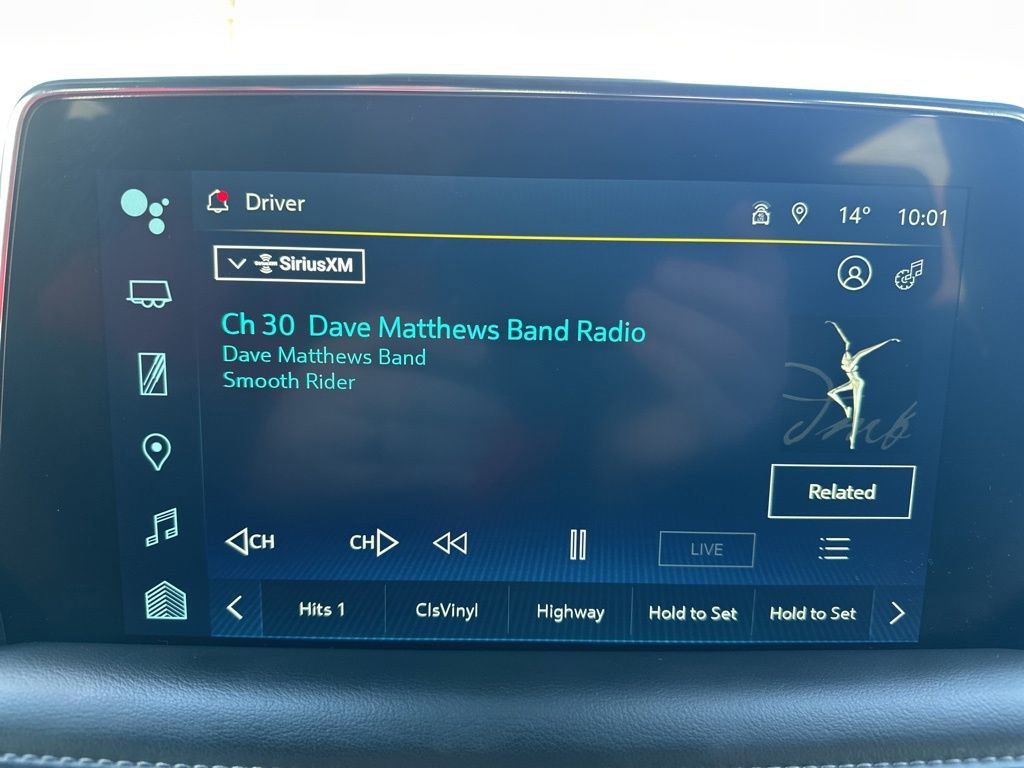 Driver
14° 10:01
SiriusXM
Ch 30 Dave Matthews Band Radio
Dave Matthews Band
Smooth Rider
Dmb
Related
CH CH LIVE
Hits 1 ClsVinyl Highway Hold to Set Hold to Set